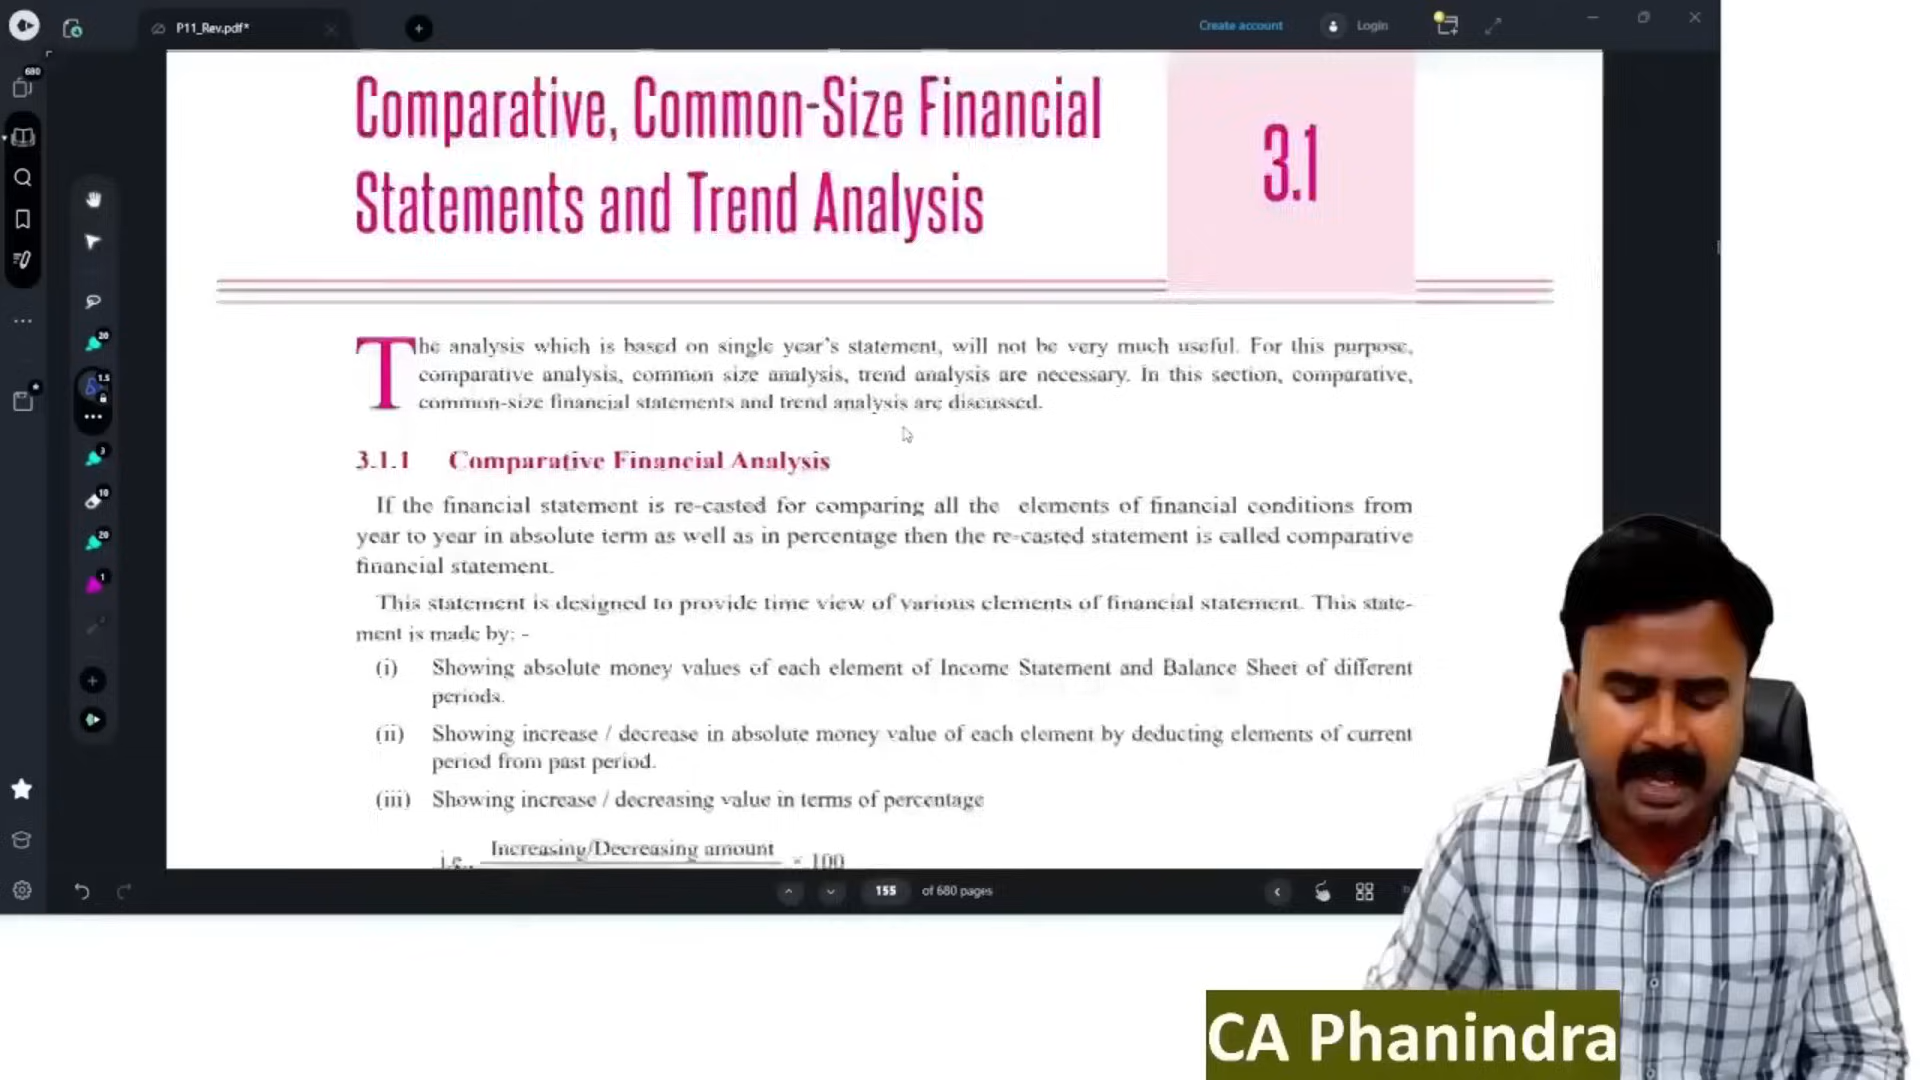 P11_Rev.pdf*
Create account
Login
680
Comparative, Common-Size Financial
Statements and Trend Analysis
3.1
The analysis which is based on single year's statement, will not be very much useful. For this purpose,
comparative analysis, common size analysis, trend analysis are necessary. In this section, comparative,
common-size financial statements and trend analysis are discussed.
3.1.1 Comparative Financial Analysis
If the financial statement is re-casted for comparing all the elements of financial conditions from
year to year in absolute term as well as in percentage then the re-casted statement is called comparative
financial statement.
This statement is designed to provide time view of various elements of financial statement. This state-
ment is made by: -
(i) Showing absolute money values of each element of Income Statement and Balance Sheet of different
periods.
(ii) Showing increase / decrease in absolute money value of each element by deducting elements of current
period from past period.
(iii) Showing increase / decreasing value in terms of percentage
i.e., Increasing/Decreasing amount × 100
20
1.5
3
10
20
1
155 of 680 pages
CA Phanindra